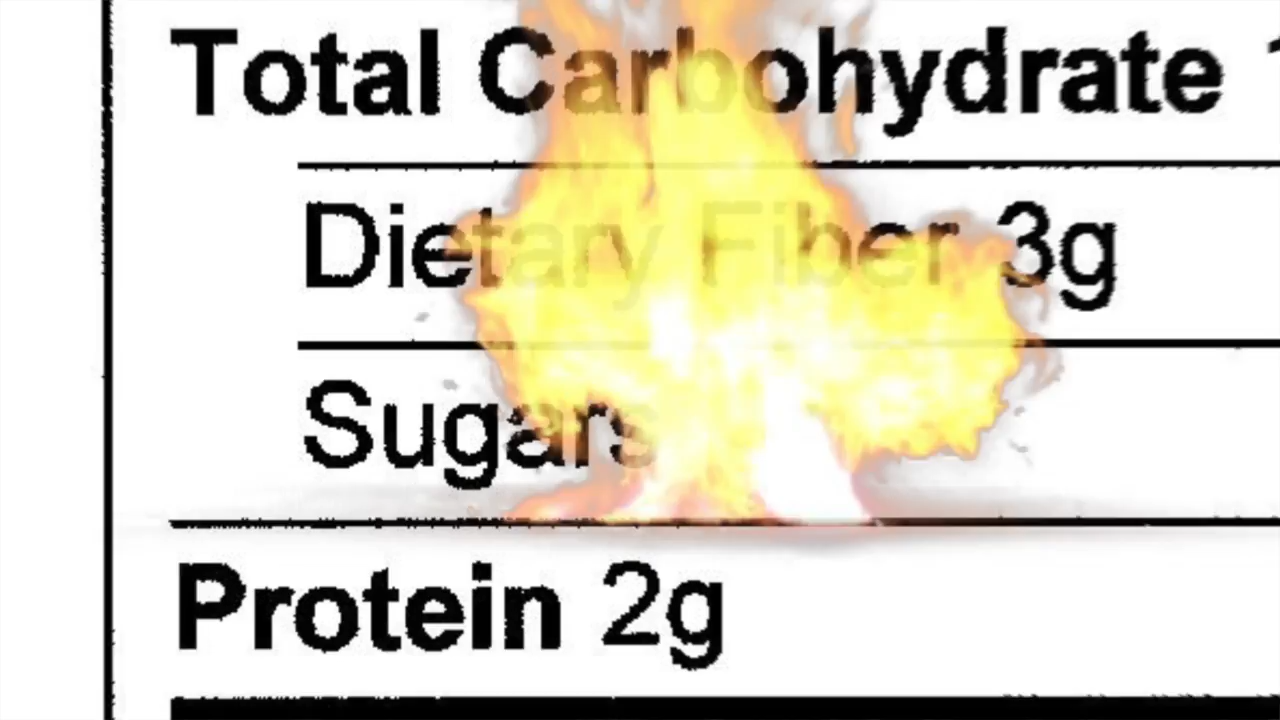 Total Carbohydrate
Dietary Fiber 3g
Sugars
Protein 2g